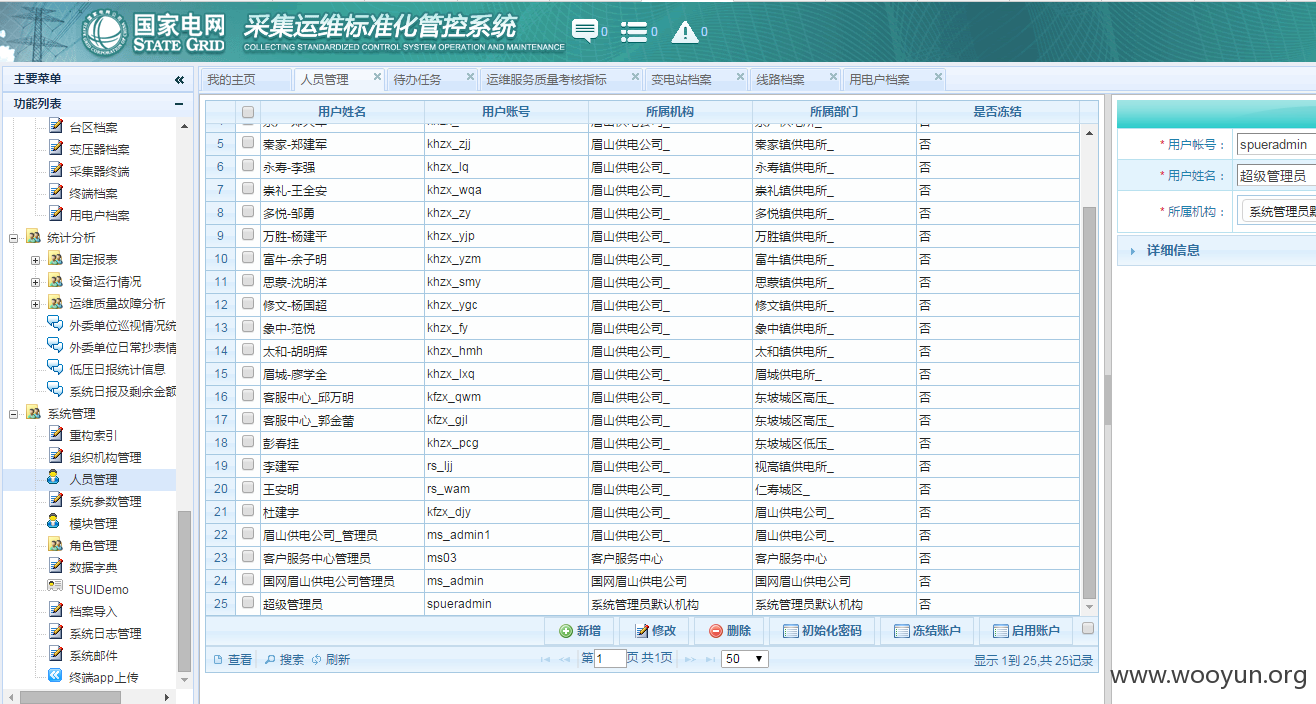 国家电网
STATE GRID
采集运维标准化管控系统
COLLECTING STANDARDIZED CONTROL SYSTEM OPERATION AND MAINTENANCE
0 0 0
主要菜单
功能列表
台区档案
变压器档案
采集器终端
终端档案
用电户档案
统计分析
固定报表
设备运行情况
运维质量故障分析
外委单位巡视情况统
外委单位日常抄表情
低压日报统计信息
系统日报及剩余金额
系统管理
重构索引
组织机构管理
人员管理
系统参数管理
模块管理
角色管理
数据字典
TSUIDemo
档案导入
系统日志管理
系统邮件
终端app上传
我的主页 人员管理 待办任务 运维服务质量考核指标 变电站档案 线路档案 用电户档案
用户姓名 用户账号 所属机构 所属部门 是否冻结
5 秦家-郑建军 khzx_zjj 眉山供电公司_ 秦家镇供电所_ 否
6 永寿-李强 khzx_lq 眉山供电公司_ 永寿镇供电所_ 否
7 崇礼-王全安 khzx_wqa 眉山供电公司_ 崇礼镇供电所_ 否
8 多悦-邹勇 khzx_zy 眉山供电公司_ 多悦镇供电所_ 否
9 万胜-杨建平 khzx_yjp 眉山供电公司_ 万胜镇供电所_ 否
10 富牛-余子明 khzx_yzm 眉山供电公司_ 富牛镇供电所_ 否
11 思蒙-沈明洋 khzx_smy 眉山供电公司_ 思蒙镇供电所_ 否
12 修文-杨国超 khzx_ygc 眉山供电公司_ 修文镇供电所_ 否
13 象中-范悦 khzx_fy 眉山供电公司_ 象中镇供电所_ 否
14 太和-胡明辉 khzx_hmh 眉山供电公司_ 太和镇供电所_ 否
15 眉城-廖学全 khzx_lxq 眉山供电公司_ 眉城供电所_ 否
16 客服中心_邱万明 kfzx_qwm 眉山供电公司_ 东坡城区高压_ 否
17 客服中心_郭金蕾 kfzx_gjl 眉山供电公司_ 东坡城区高压_ 否
18 彭春挂 khzx_pcg 眉山供电公司_ 东坡城区低压_ 否
19 李建军 rs_ljj 眉山供电公司_ 视高镇供电所_ 否
20 王安明 rs_wam 眉山供电公司_ 仁寿城区_ 否
21 杜建宇 kfzx_djy 眉山供电公司_ 眉山供电公司_ 否
22 眉山供电公司_管理员 ms_admin1 眉山供电公司_ 眉山供电公司_ 否
23 客户服务中心管理员 ms03 客户服务中心 客户服务中心 否
24 国网眉山供电公司管理员 ms_admin 国网眉山供电公司 国网眉山供电公司 否
25 超级管理员 spueradmin 系统管理员默认机构 系统管理员默认机构 否
新增 修改 删除 初始化密码 冻结账户 启用账户
查看 搜索 刷新 第 1 页 共1页 50 显示 1到 25,共 25记录
* 用户帐号： spueradmin
* 用户姓名： 超级管理员
* 所属机构： 系统管理员
详细信息
www.wooyun.org